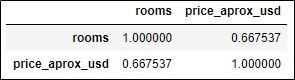 rooms price_aprox_usd
rooms 1.000000 0.667537
price_aprox_usd 0.667537 1.000000